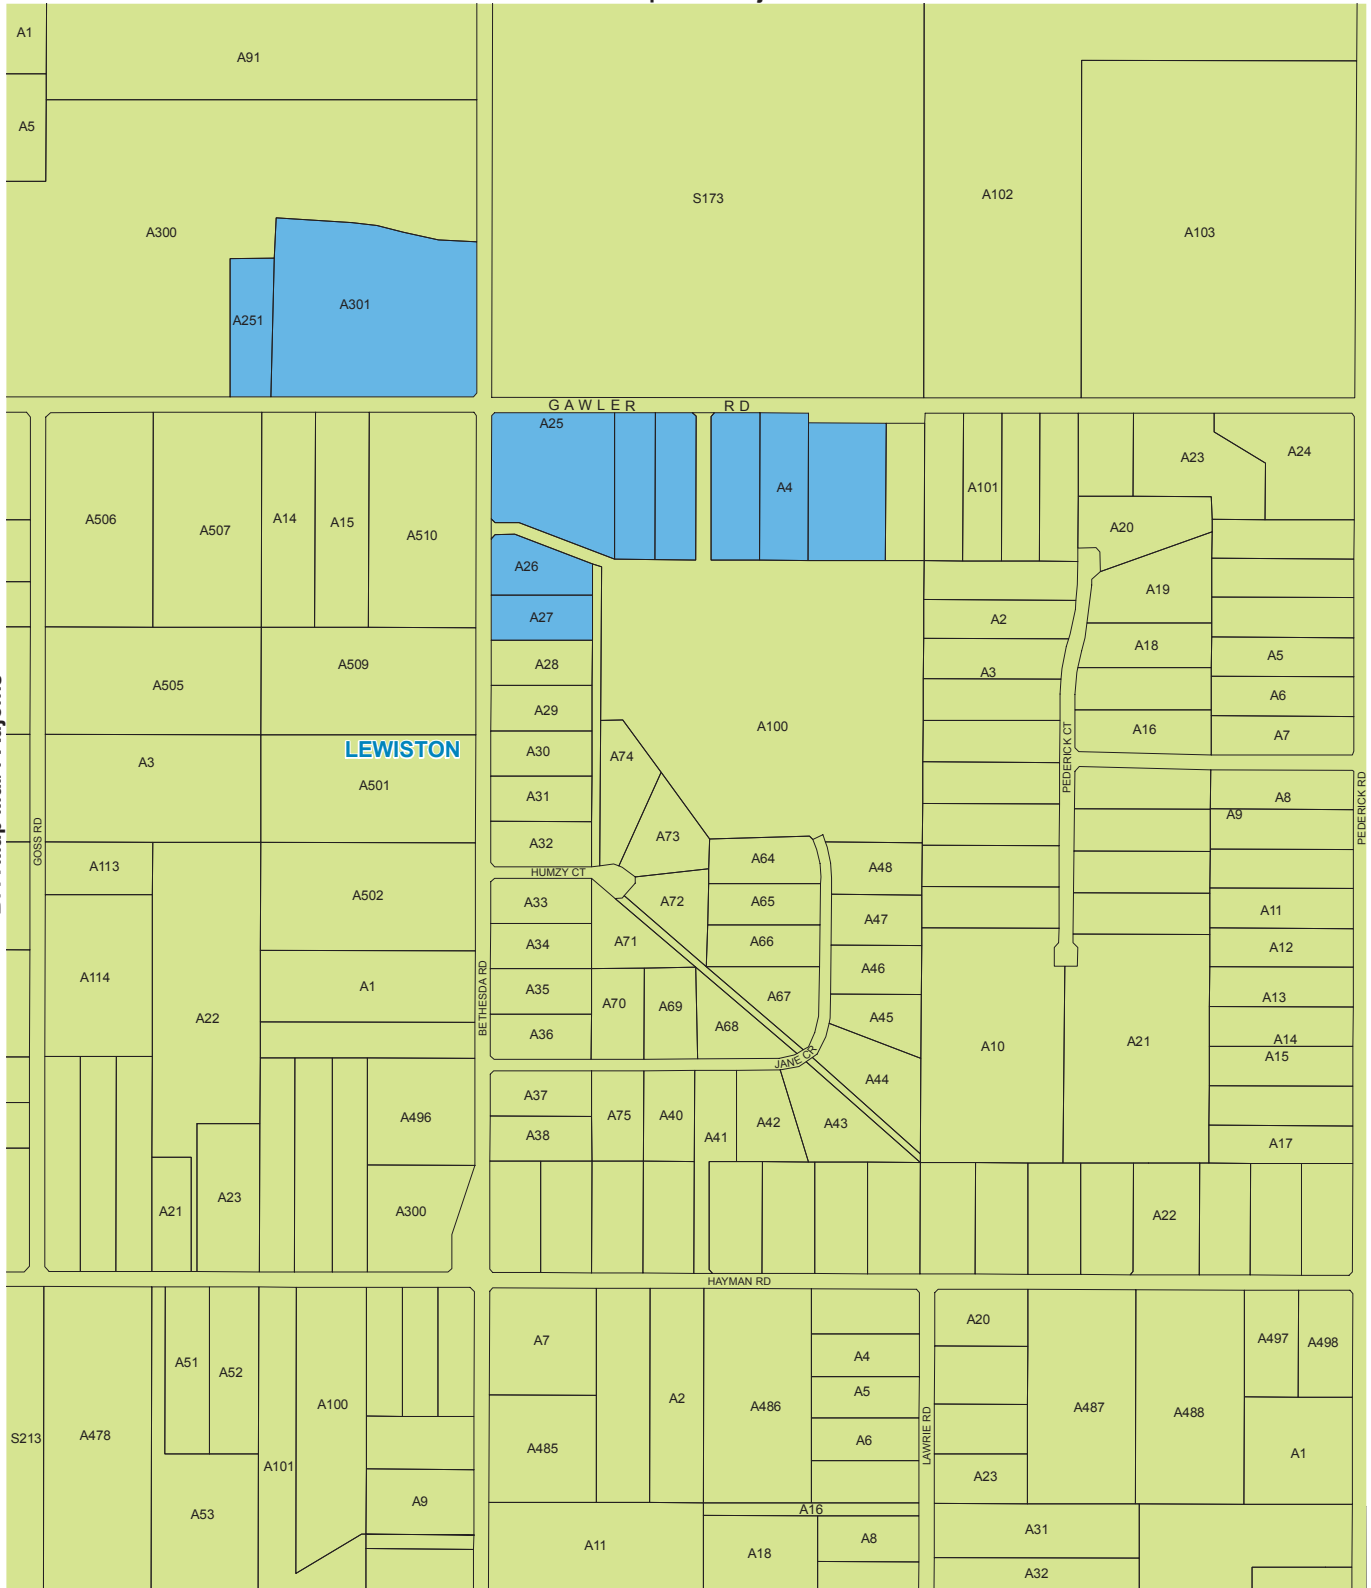 A1
A91
A5
S173
A102
A103
A300
A301
A251
GAWLER RD
A25
A4
A101
A23
A24
A506
A507
A14
A15
A510
A20
A26
A19
A27
A2
A18
A28
A3
A5
A505
A509
A29
A6
A100
A16
A7
LEWISTON
A30
A74
A3
A501
A31
PEDERICK CT
A8
A9
PEDERICK RD
GOSS RD
A73
A32
A64
A48
A113
HUMZY CT
A502
A33
A72
A65
A47
A11
A34
A71
A66
A12
A114
A46
A35
A67
A13
A1
A70
A69
A22
BETHESDA RD
A36
A68
A45
A10
A21
A14
A15
JANE CR
A44
A37
A496
A75
A40
A42
A43
A38
A41
A17
A21
A23
A300
A22
HAYMAN RD
A7
A20
A497
A498
A51
A52
A4
A100
A2
A486
A5
A487
A488
S213
A478
A485
A6
LAWRIE RD
A1
A101
A23
A53
A9
A16
A31
A11
A18
A8
A32